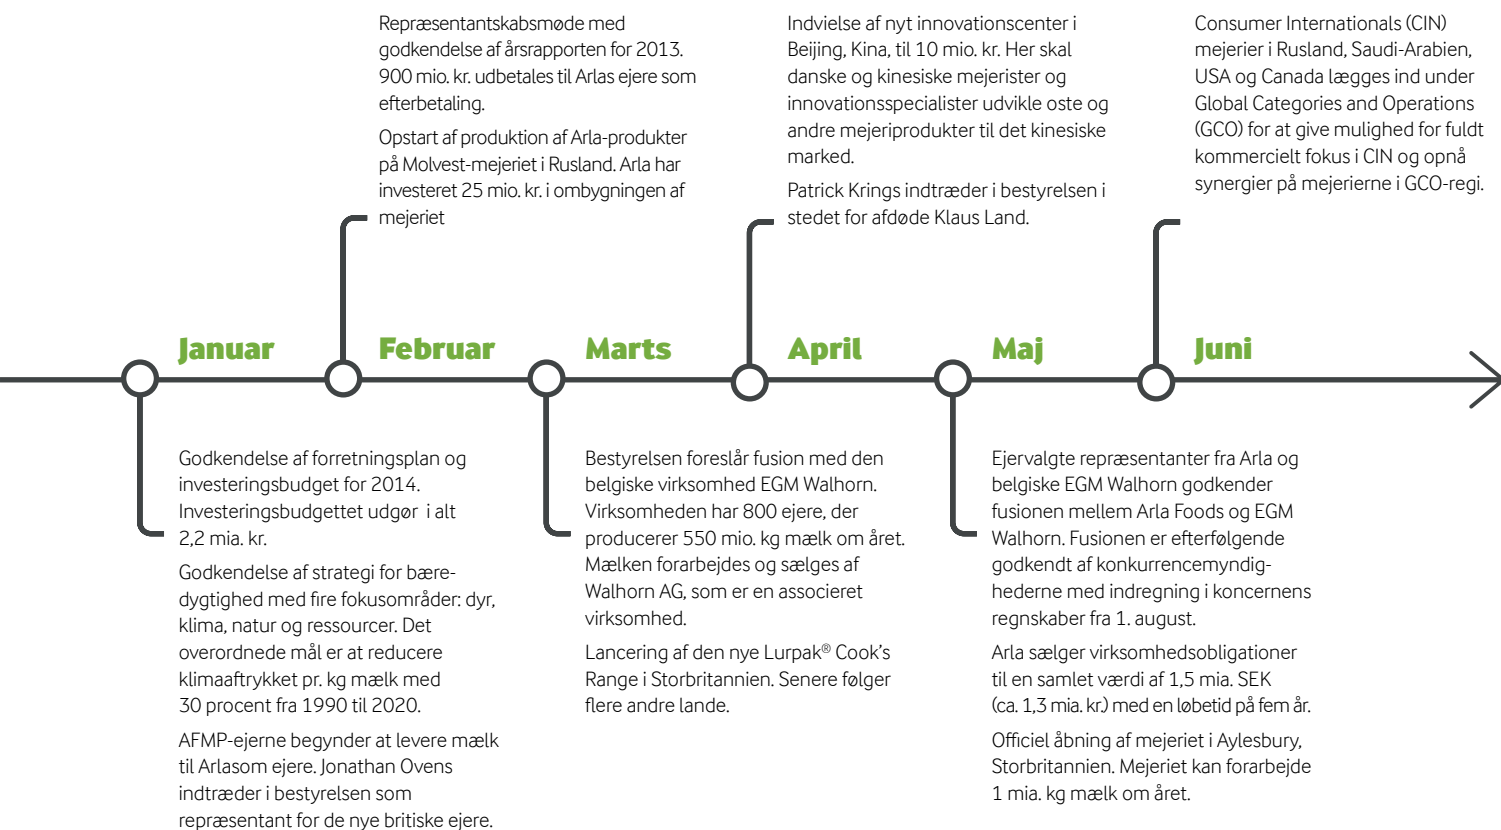 Januar
Godkendelse af forretningsplan og
investeringsbudget for 2014.
Investeringsbudgettet udgør i alt
2,2 mia. kr.
Godkendelse af strategi for bære-
dygtighed med fire fokusområder: dyr,
klima, natur og ressourcer. Det
overordnede mål er at reducere
klimaaftrykket pr. kg mælk med
30 procent fra 1990 til 2020.
AFMP-ejerne begynder at levere mælk
til Arlasom ejere. Jonathan Ovens
indtræder i bestyrelsen som
repræsentant for de nye britiske ejere.
Februar
Repræsentantskabsmøde med
godkendelse af årsrapporten for 2013.
900 mio. kr. udbetales til Arlas ejere som
efterbetaling.
Opstart af produktion af Arla-produkter
på Molvest-mejeriet i Rusland. Arla har
investeret 25 mio. kr. i ombygningen af
mejeriet
Marts
Bestyrelsen foreslår fusion med den
belgiske virksomhed EGM Walhorn.
Virksomheden har 800 ejere, der
producerer 550 mio. kg mælk om året.
Mælken forarbejdes og sælges af
Walhorn AG, som er en associeret
virksomhed.
Lancering af den nye Lurpak® Cook's
Range i Storbritannien. Senere følger
flere andre lande.
April
Indvielse af nyt innovationscenter i
Beijing, Kina, til 10 mio. kr. Her skal
danske og kinesiske mejerister og
innovationsspecialister udvikle oste og
andre mejeriprodukter til det kinesiske
marked.
Patrick Krings indtræder i bestyrelsen i
stedet for afdøde Klaus Land.
Maj
Ejervalgte repræsentanter fra Arla og
belgiske EGM Walhorn godkender
fusionen mellem Arla Foods og EGM
Walhorn. Fusionen er efterfølgende
godkendt af konkurrencemyndig-
hederne med indregning i koncernens
regnskaber fra 1. august.
Arla sælger virksomhedsobligationer
til en samlet værdi af 1,5 mia. SEK
(ca. 1,3 mia. kr.) med en løbetid på fem år.
Officiel åbning af mejeriet i Aylesbury,
Storbritannien. Mejeriet kan forarbejde
1 mia. kg mælk om året.
Juni
Consumer Internationals (CIN)
mejerier i Rusland, Saudi-Arabien,
USA og Canada lægges ind under
Global Categories and Operations
(GCO) for at give mulighed for fuldt
kommercielt fokus i CIN og opnå
synergier på mejerierne i GCO-regi.